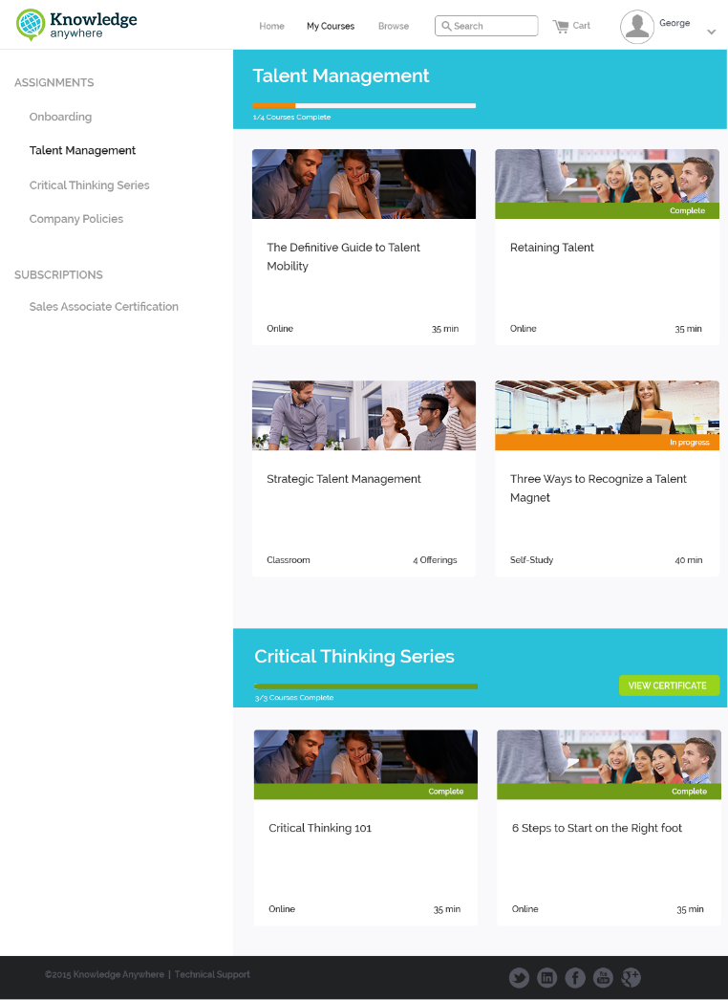 Knowledge
anywhere
Home
My Courses
Browse
Search
Cart
George
ASSIGNMENTS
Onboarding
Talent Management
Critical Thinking Series
Company Policies
SUBSCRIPTIONS
Sales Associate Certification
Talent Management
1/4 Courses Complete
Complete
The Definitive Guide to Talent
Mobility
Online
35 min
Retaining Talent
Online
35 min
In progress
Strategic Talent Management
Classroom
4 Offerings
Three Ways to Recognize a Talent
Magnet
Self-Study
40 min
Critical Thinking Series
3/3 Courses Complete
VIEW CERTIFICATE
Complete
Critical Thinking 101
Online
35 min
Complete
6 Steps to Start on the Right foot
Online
35 min
©2015 Knowledge Anywhere | Technical Support
You
Tube
g+